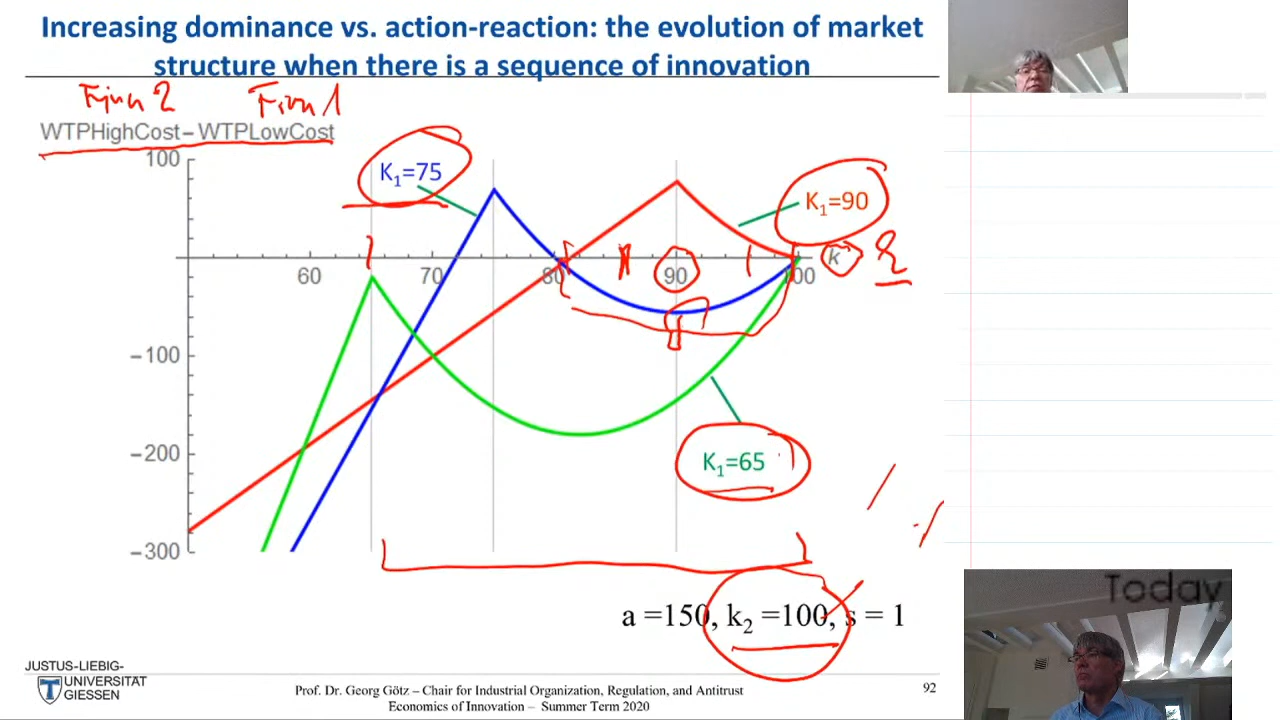 Increasing dominance vs. action-reaction: the evolution of market
structure when there is a sequence of innovation
Firm 2 Firm 1
WTPHighCost – WTPLowCost
100
K₁=75
K₁=90
60 70 80 90 100 k 2
−100
−200
K₁=65
−300
a =150, k₂ =100, s = 1
Today
JUSTUS-LIEBIG-
UNIVERSITAT
GIESSEN
Prof. Dr. Georg Götz – Chair for Industrial Organization, Regulation, and Antitrust
Economics of Innovation – Summer Term 2020
92